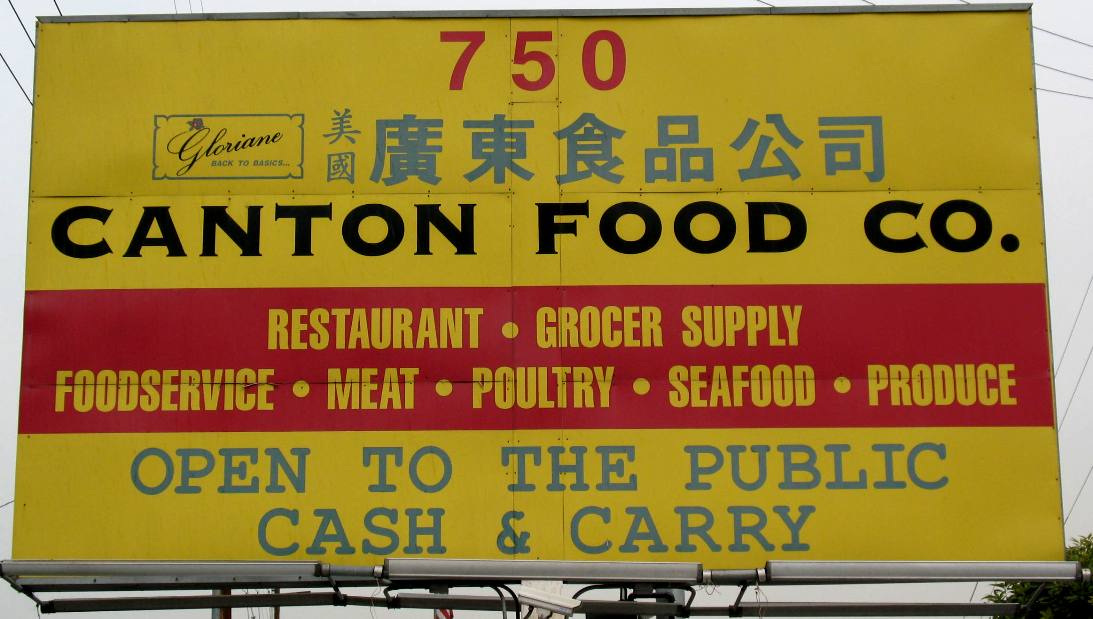 750
Gloriane
BACK TO BASICS...
美國
廣東食品公司
CANTON FOOD CO.
RESTAURANT • GROCER SUPPLY
FOODSERVICE • MEAT • POULTRY • SEAFOOD • PRODUCE
OPEN TO THE PUBLIC
CASH & CARRY